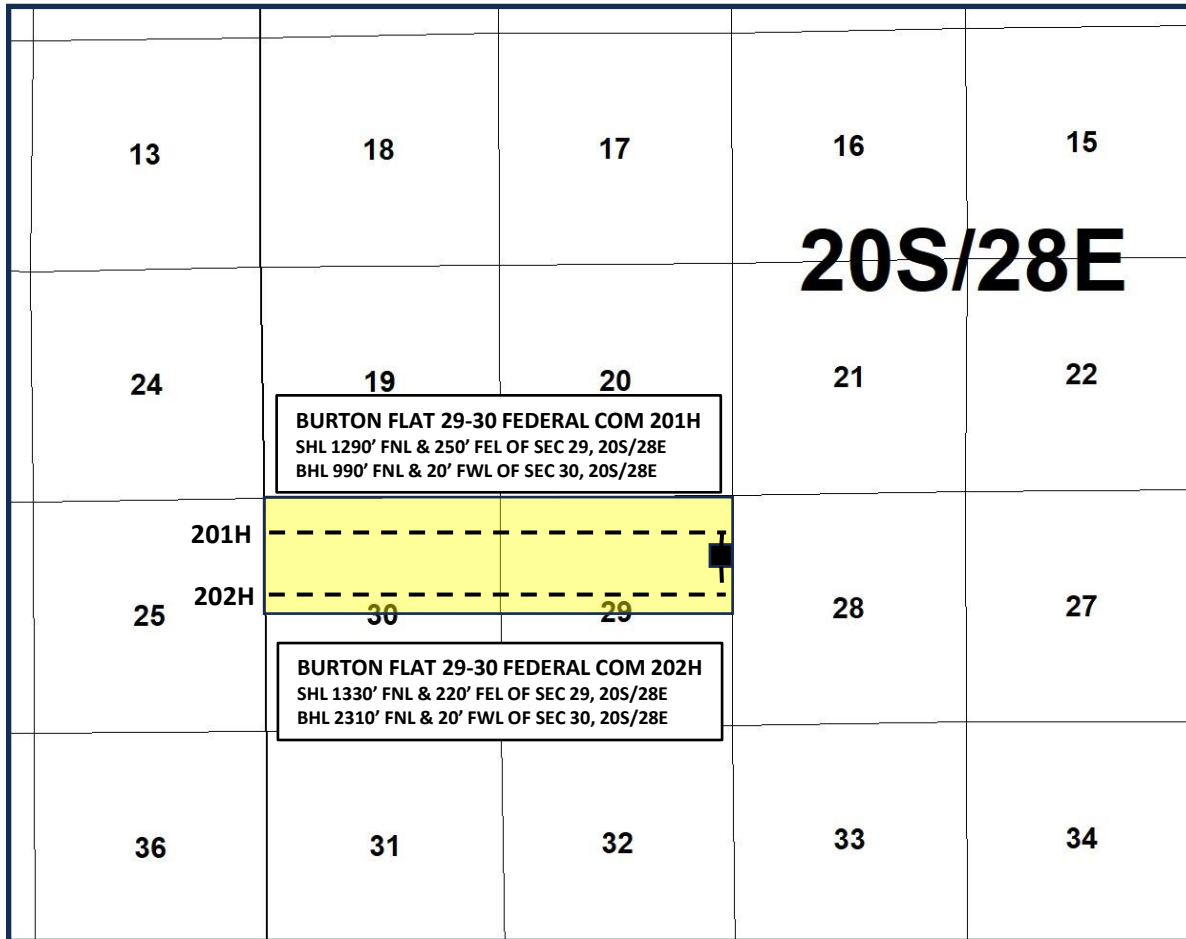 13 18 17 16 15
20S/28E
24 19 20 21 22
BURTON FLAT 29-30 FEDERAL COM 201H
SHL 1290’ FNL & 250’ FEL OF SEC 29, 20S/28E
BHL 990’ FNL & 20’ FWL OF SEC 30, 20S/28E
201H
202H
25 30 29 28 27
BURTON FLAT 29-30 FEDERAL COM 202H
SHL 1330’ FNL & 220’ FEL OF SEC 29, 20S/28E
BHL 2310’ FNL & 20’ FWL OF SEC 30, 20S/28E
36 31 32 33 34